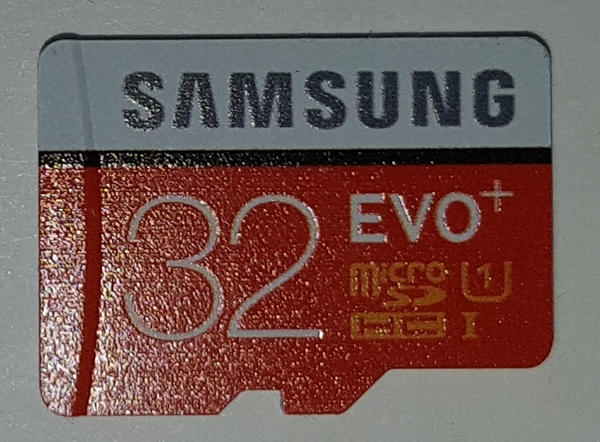 SAMSUNG
32
EVO+
micro
SD
HC I
U1